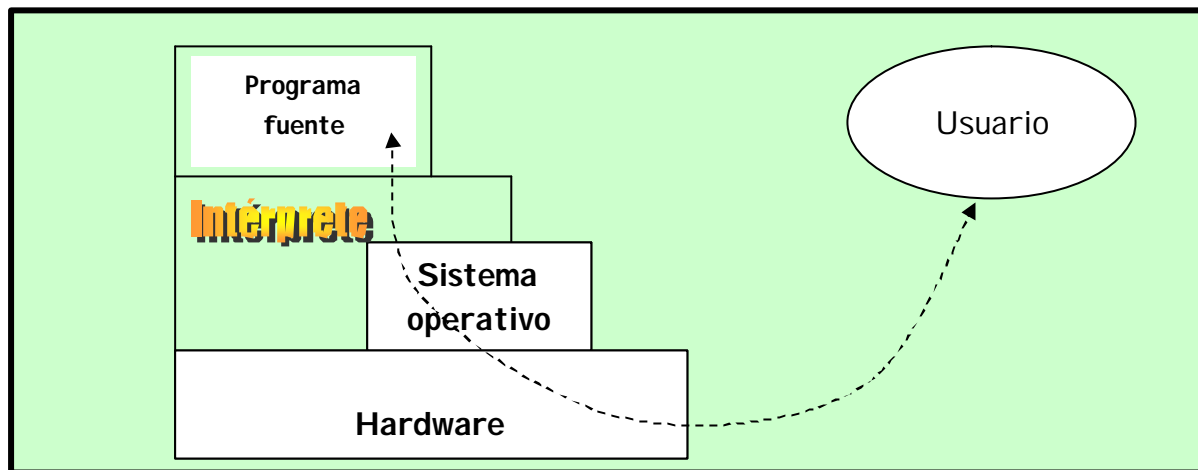 Programa
fuente
Usuario
Intérprete
Sistema
operativo
Hardware